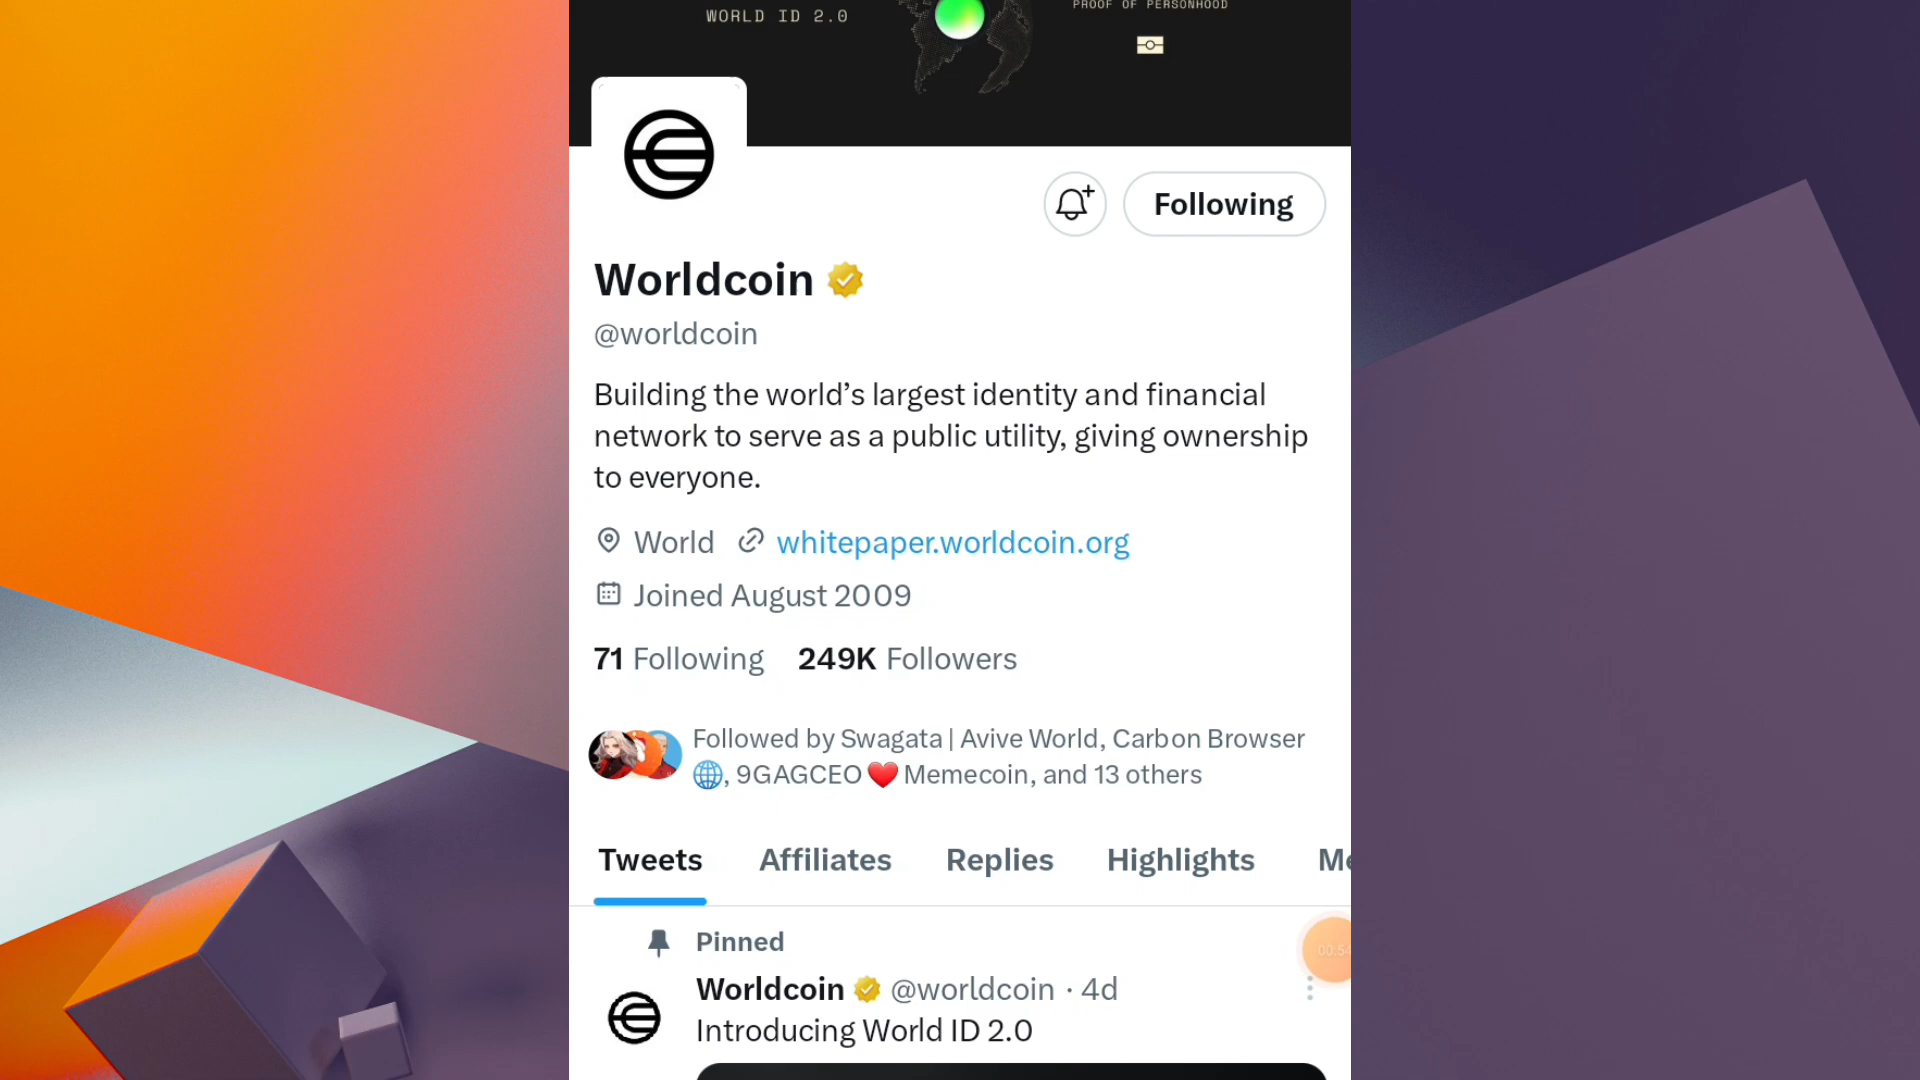 WORLD ID 2.0
PROOF OF PERSONHOOD
Following
Worldcoin
@worldcoin
Building the world’s largest identity and financial
network to serve as a public utility, giving ownership
to everyone.
World whitepaper.worldcoin.org
Joined August 2009
71 Following 249K Followers
Followed by Swagata | Avive World, Carbon Browser
🌐, 9GAGCEO ❤️ Memecoin, and 13 others
Tweets Affiliates Replies Highlights
Pinned
00:54
Worldcoin @worldcoin · 4d
Introducing World ID 2.0